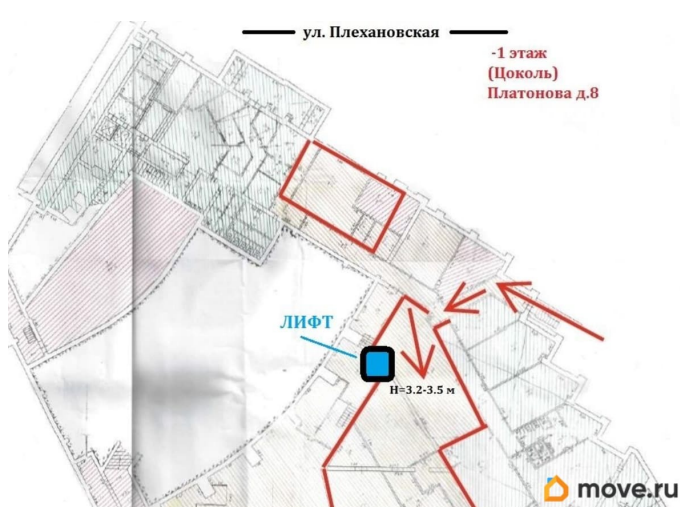 ул. Плехановская
-1 этаж
(Цоколь)
Платонова д.8
ЛИФТ
H=3.2-3.5 м
move.ru